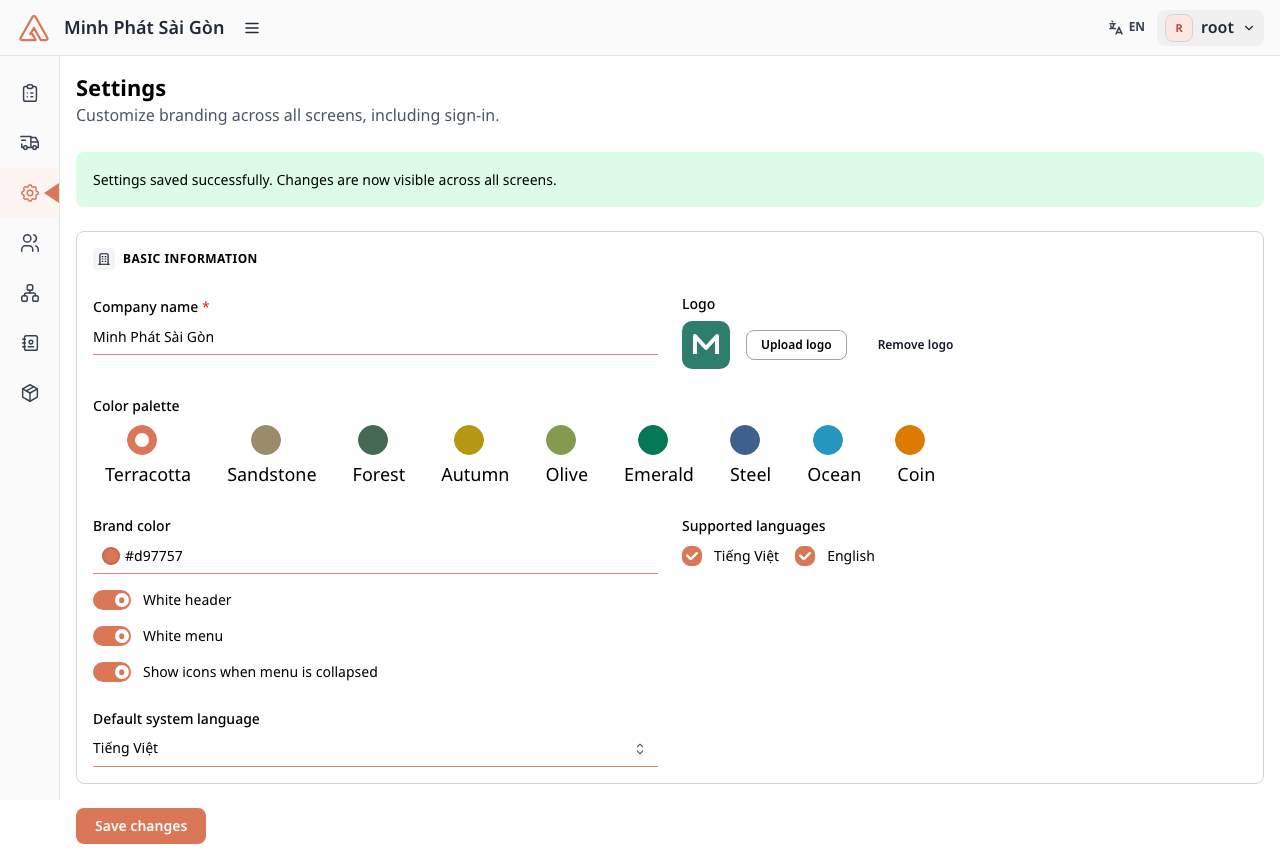 Minh Phát Sài Gòn
EN
R
root
Settings
Customize branding across all screens, including sign-in.
Settings saved successfully. Changes are now visible across all screens.
BASIC INFORMATION
Company name *
Minh Phát Sài Gòn
Logo
M
Upload logo
Remove logo
Color palette
Terracotta
Sandstone
Forest
Autumn
Olive
Emerald
Steel
Ocean
Coin
Brand color
#d97757
Supported languages
Tiếng Việt
English
White header
White menu
Show icons when menu is collapsed
Default system language
Tiếng Việt
Save changes